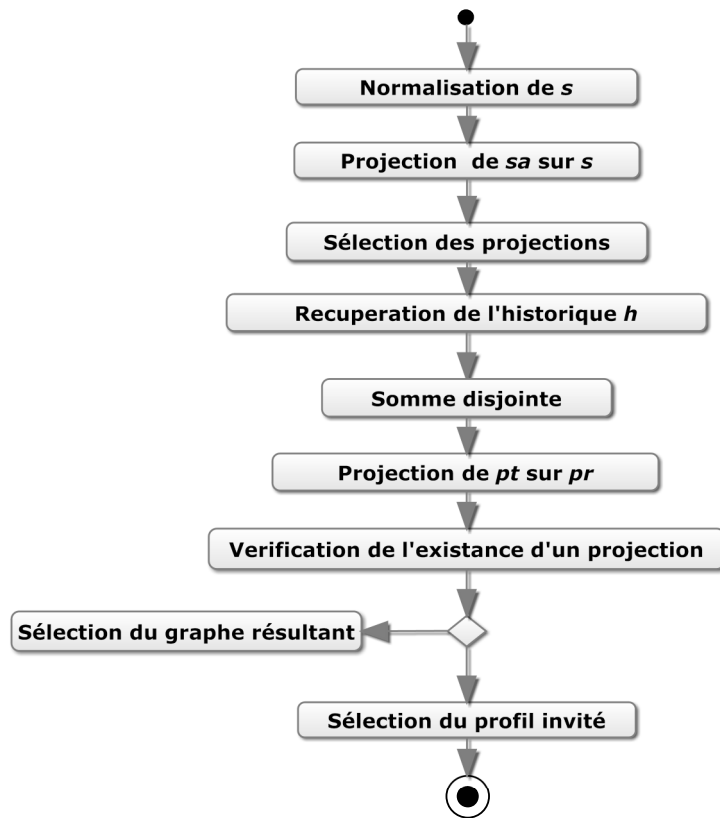 Normalisation de s
Projection de sa sur s
Sélection des projections
Recuperation de l'historique h
Somme disjointe
Projection de pt sur pr
Verification de l'existance d'un projection
Sélection du graphe résultant
Sélection du profil invité